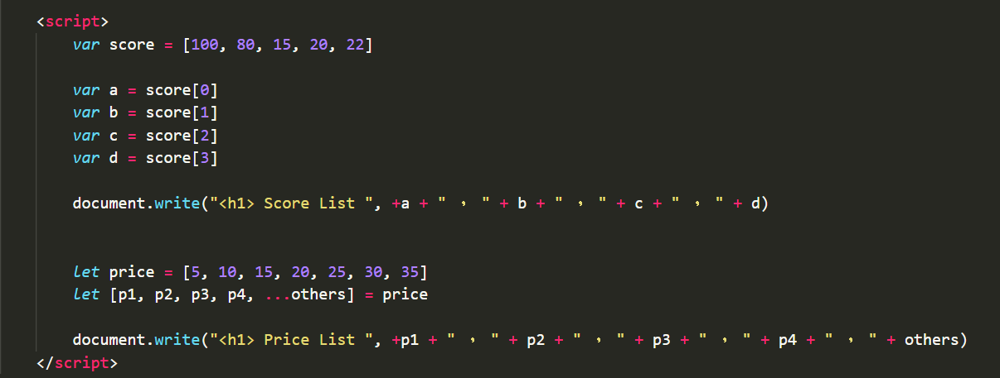 <script>
var score = [100, 80, 15, 20, 22]
var a = score[0]
var b = score[1]
var c = score[2]
var d = score[3]
document.write("<h1> Score List ", +a + " , " + b + " , " + c + " , " + d)
let price = [5, 10, 15, 20, 25, 30, 35]
let [p1, p2, p3, p4, ...others] = price
document.write("<h1> Price List ", +p1 + " , " + p2 + " , " + p3 + " , " + p4 + " , " + others)
</script>